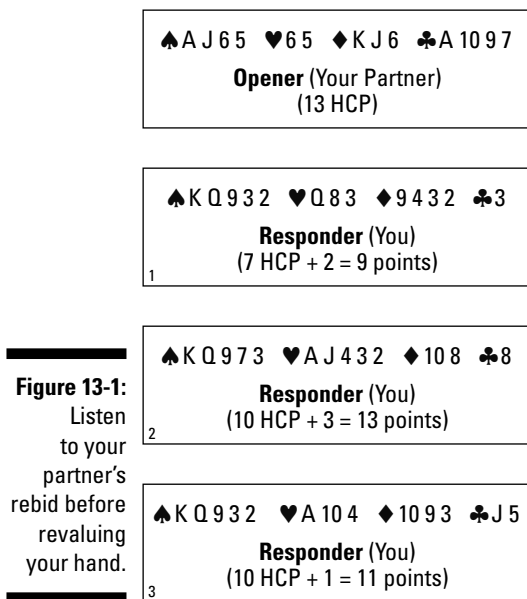 ♠A J 6 5 ♥6 5 ♦K J 6 ♣A 10 9 7
Opener (Your Partner)
(13 HCP)
♠K Q 9 3 2 ♥Q 8 3 ♦9 4 3 2 ♣3
Responder (You)
(7 HCP + 2 = 9 points)
1
♠K Q 9 7 3 ♥A J 4 3 2 ♦10 8 ♣8
Responder (You)
(10 HCP + 3 = 13 points)
2
Figure 13-1:
Listen
to your
partner's
rebid before
revaluing
your hand.
♠K Q 9 3 2 ♥A 10 4 ♦10 9 3 ♣J 5
Responder (You)
(10 HCP + 1 = 11 points)
3